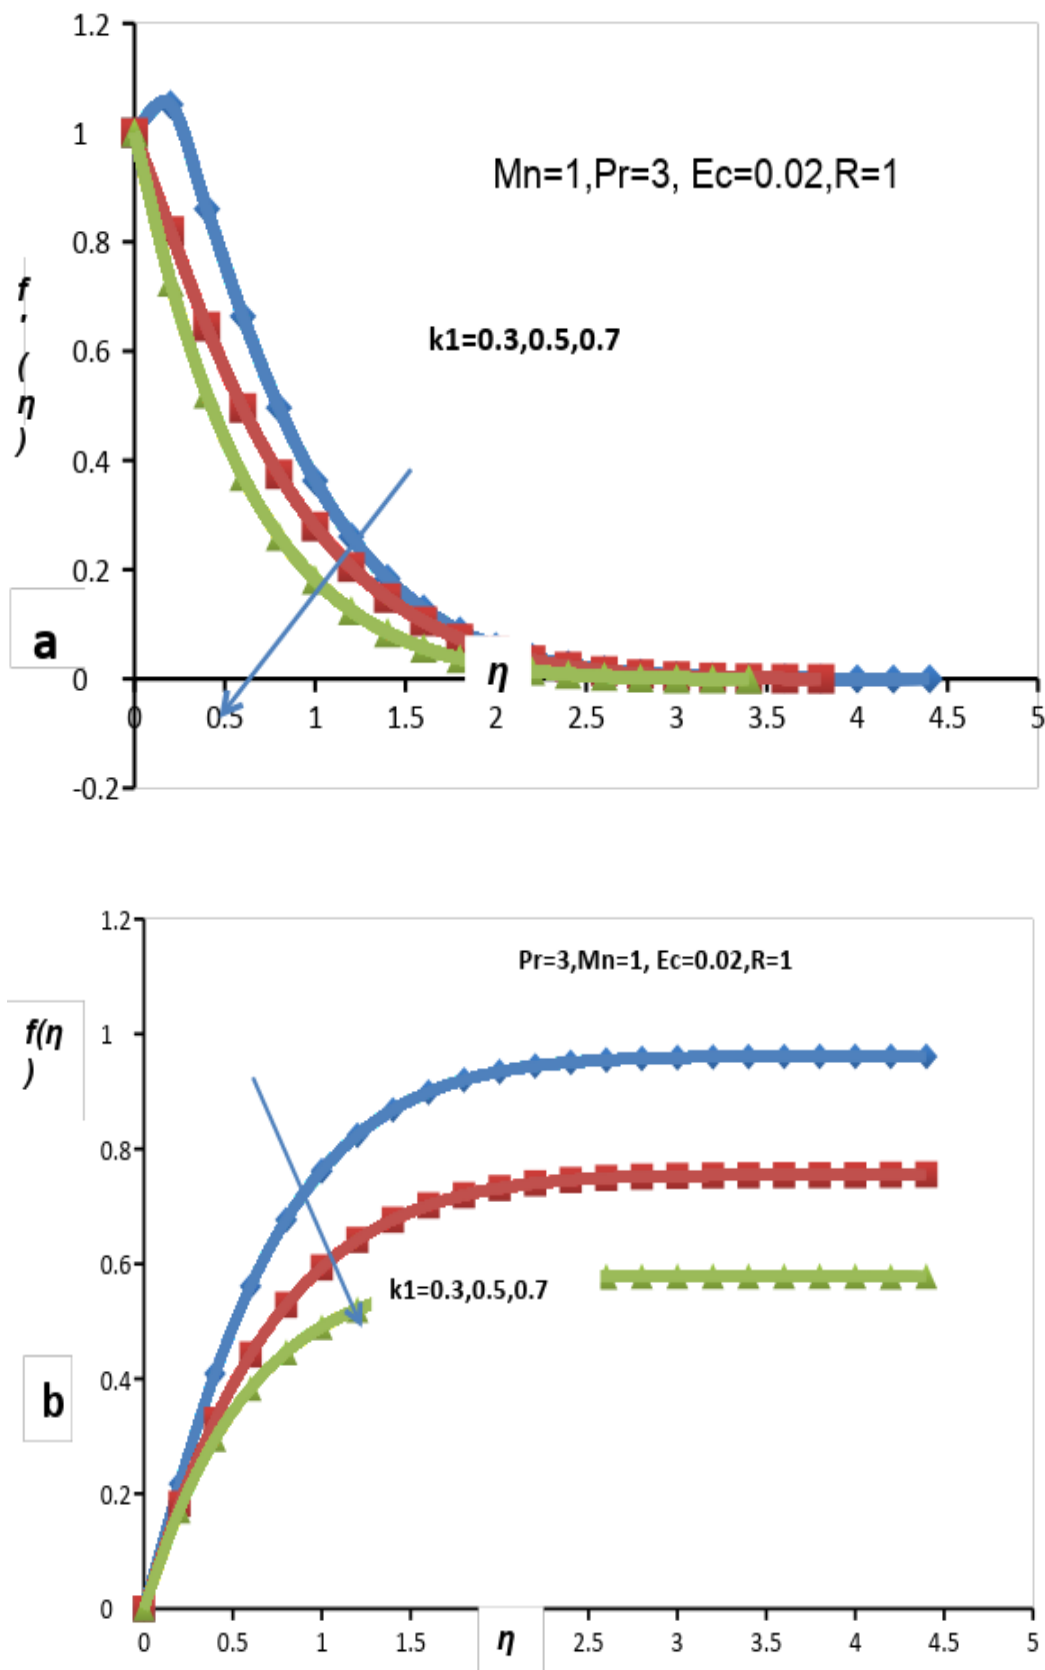 1.2
1
0.8
0.6
0.4
0.2
0
-0.2
f
'
(
η
)
Mn=1,Pr=3, Ec=0.02,R=1
k1=0.3,0.5,0.7
a
η
0 0.5 1 1.5 2 2.5 3 3.5 4 4.5 5
1.2
1
0.8
0.6
0.4
0.2
0
f(η
)
Pr=3,Mn=1, Ec=0.02,R=1
k1=0.3,0.5,0.7
b
0 0.5 1 1.5 η 2.5 3 3.5 4 4.5 5